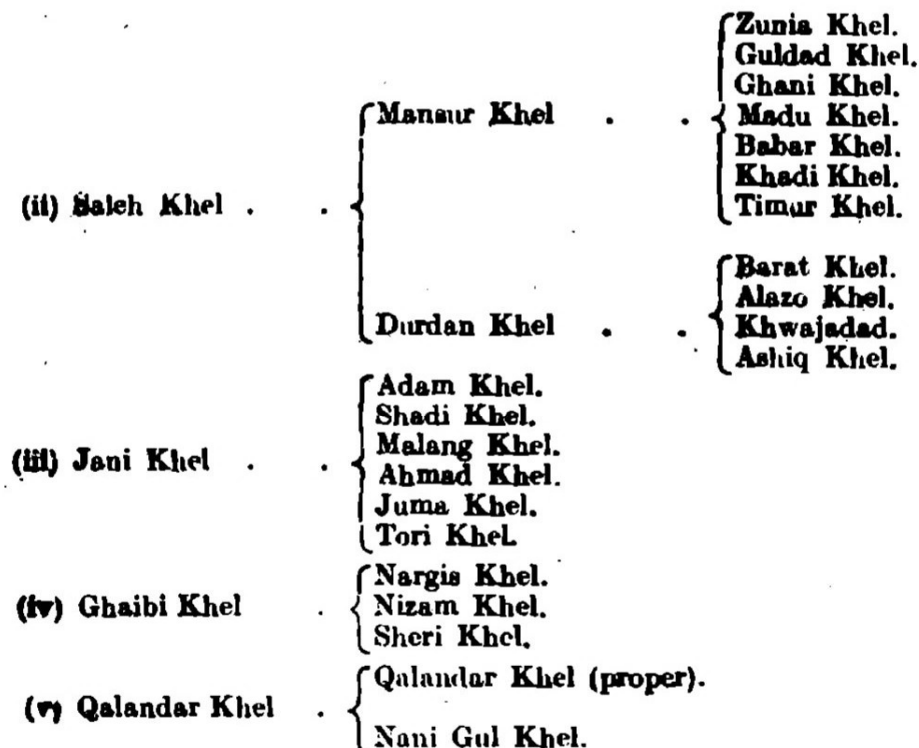 Zunia Khel.
Guldad Khel.
Ghani Khel.
Mansur Khel . . Madu Khel.
Babar Khel.
Khadi Khel.
(ii) Saleh Khel . . Timur Khel.
Barat Khel.
Alazo Khel.
Durdan Khel . . Khwajadad.
Ashiq Khel.
Adam Khel.
Shadi Khel.
Malang Khel.
(iii) Jani Khel . . Ahmad Khel.
Juma Khel.
Tori Khel.
Nargis Khel.
(iv) Ghaibi Khel . Nizam Khel.
Sheri Khel.
Qalandar Khel (proper).
(v) Qalandar Khel .
Nani Gul Khel.